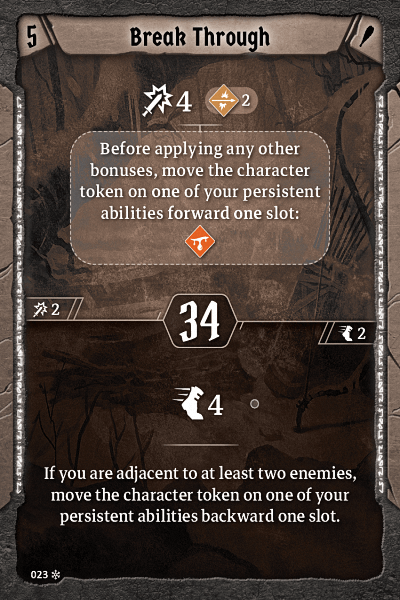 5
Break Through
4
2
Before applying any other
bonuses, move the character
token on one of your persistent
abilities forward one slot:
2
34
2
4
If you are adjacent to at least two enemies,
move the character token on one of your
persistent abilities backward one slot.
023